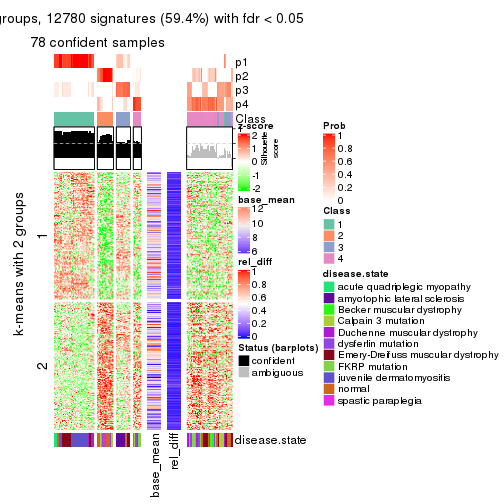 groups, 12780 signatures (59.4%) with fdr < 0.05
78 confident samples
p1
p2
p3
p4
Class
z-score
2
1
0
-1
-2
Silhouette
score
1
base_mean
12
10
8
6
rel_diff
1
0.8
0.6
0.4
0.2
0
Status (barplots)
confident
ambiguous
Prob
1
0.8
0.6
0.4
0.2
0
Class
1
2
3
4
disease.state
acute quadriplegic myopathy
amyotophic lateral sclerosis
Becker muscular dystrophy
Calpain 3 mutation
Duchenne muscular dystrophy
dysferlin mutation
Emery-Dreifuss muscular dystrophy
FKRP mutation
juvenile dermatomyositis
normal
spastic paraplegia
k-means with 2 groups
1
2
disease.state
base_mean
rel_diff